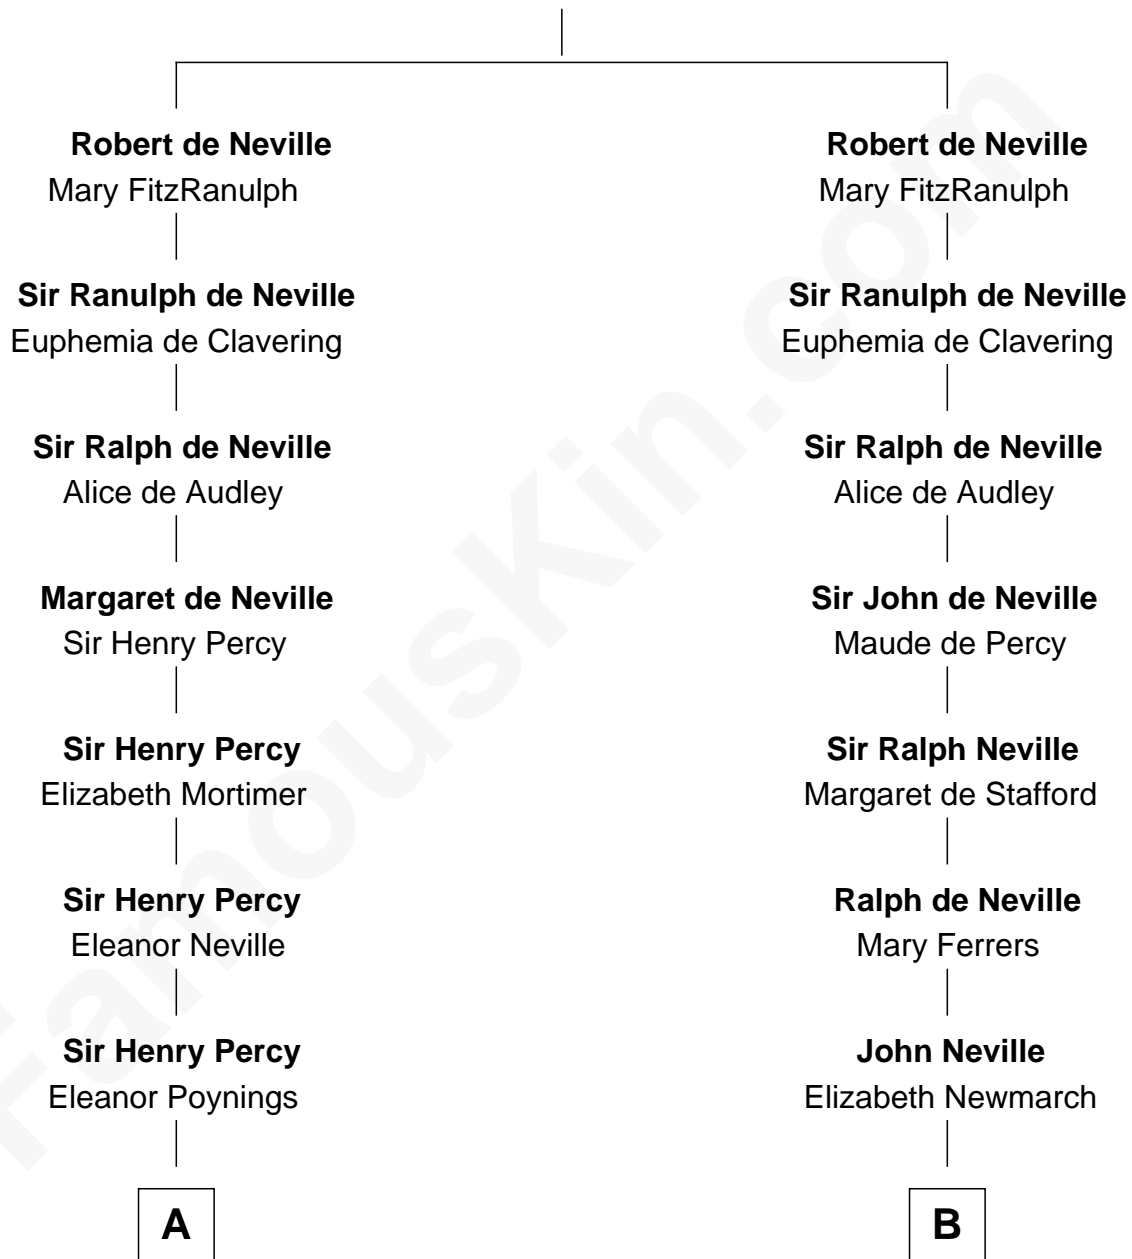 Robert de Neville
Mary FitzRanulph
Sir Ranulph de Neville
Euphemia de Clavering
Sir Ralph de Neville
Alice de Audley
Margaret de Neville
Sir Henry Percy
Sir Henry Percy
Elizabeth Mortimer
Sir Henry Percy
Eleanor Neville
Sir Henry Percy
Eleanor Poynings
A
Robert de Neville
Mary FitzRanulph
Sir Ranulph de Neville
Euphemia de Clavering
Sir Ralph de Neville
Alice de Audley
Sir John de Neville
Maude de Percy
Sir Ralph Neville
Margaret de Stafford
Ralph de Neville
Mary Ferrers
John Neville
Elizabeth Newmarch
B
FamousKin.com